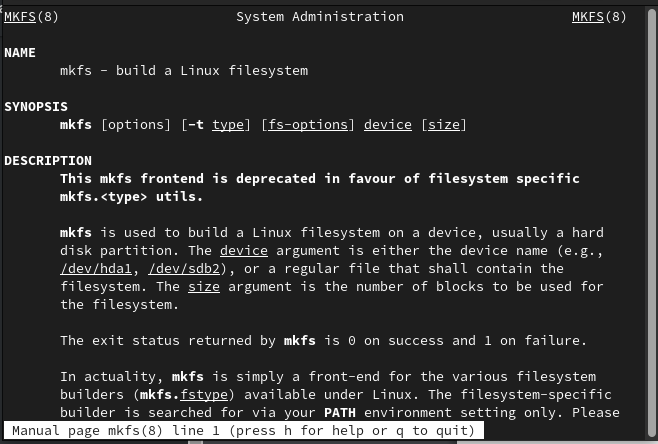 MKFS(8) System Administration MKFS(8)
NAME
mkfs - build a Linux filesystem
SYNOPSIS
mkfs [options] [-t type] [fs-options] device [size]
DESCRIPTION
This mkfs frontend is deprecated in favour of filesystem specific
mkfs.<type> utils.
mkfs is used to build a Linux filesystem on a device, usually a hard
disk partition. The device argument is either the device name (e.g.,
/dev/hda1, /dev/sdb2), or a regular file that shall contain the
filesystem. The size argument is the number of blocks to be used for
the filesystem.
The exit status returned by mkfs is 0 on success and 1 on failure.
In actuality, mkfs is simply a front-end for the various filesystem
builders (mkfs.fstype) available under Linux. The filesystem-specific
builder is searched for via your PATH environment setting only. Please
Manual page mkfs(8) line 1 (press h for help or q to quit)